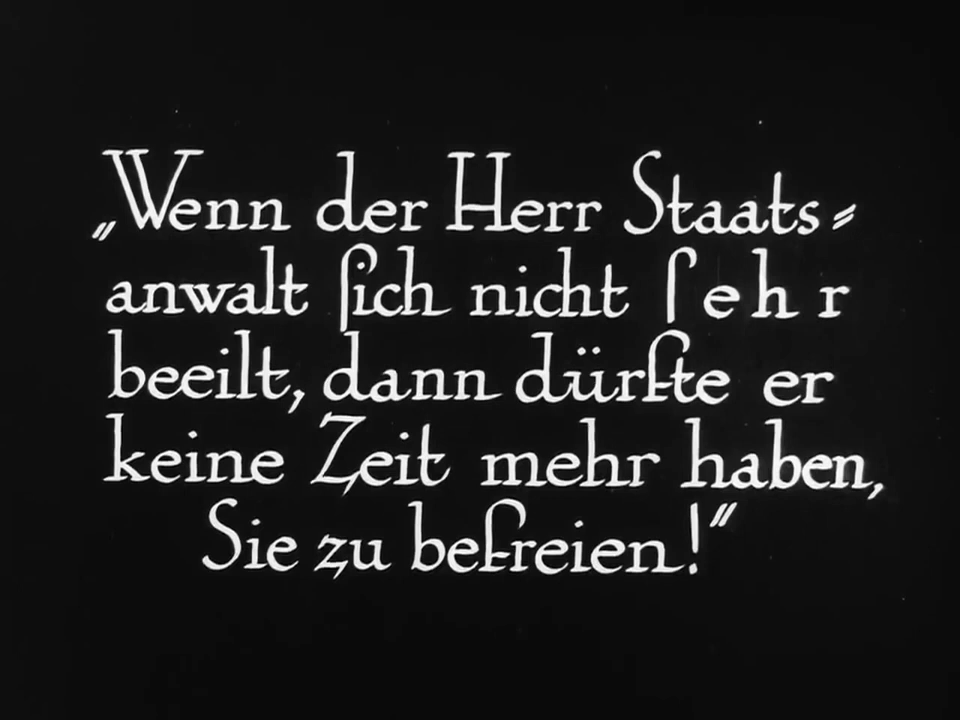 „Wenn der Herr Staats⸗
anwalt ſich nicht ſ e h r
beeilt, dann dürfte er
keine Zeit mehr haben,
Sie zu befreien!“